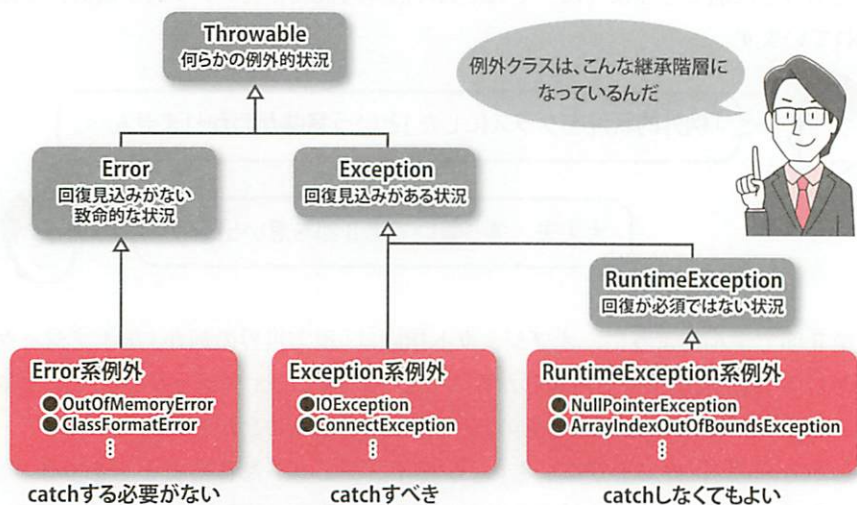 Throwable
何らかの例外的状況
例外クラスは、こんな継承階層に
なっているんだ
Error
回復見込みがない
致命的な状況
Exception
回復見込みがある状況
RuntimeException
回復が必須ではない状況
Error系例外
●OutOfMemoryError
●ClassFormatError
⋮
Exception系例外
●IOException
●ConnectException
⋮
RuntimeException系例外
●NullPointerException
●ArrayIndexOutOfBoundsException
⋮
catchする必要がない
catchすべき
catchしなくてもよい